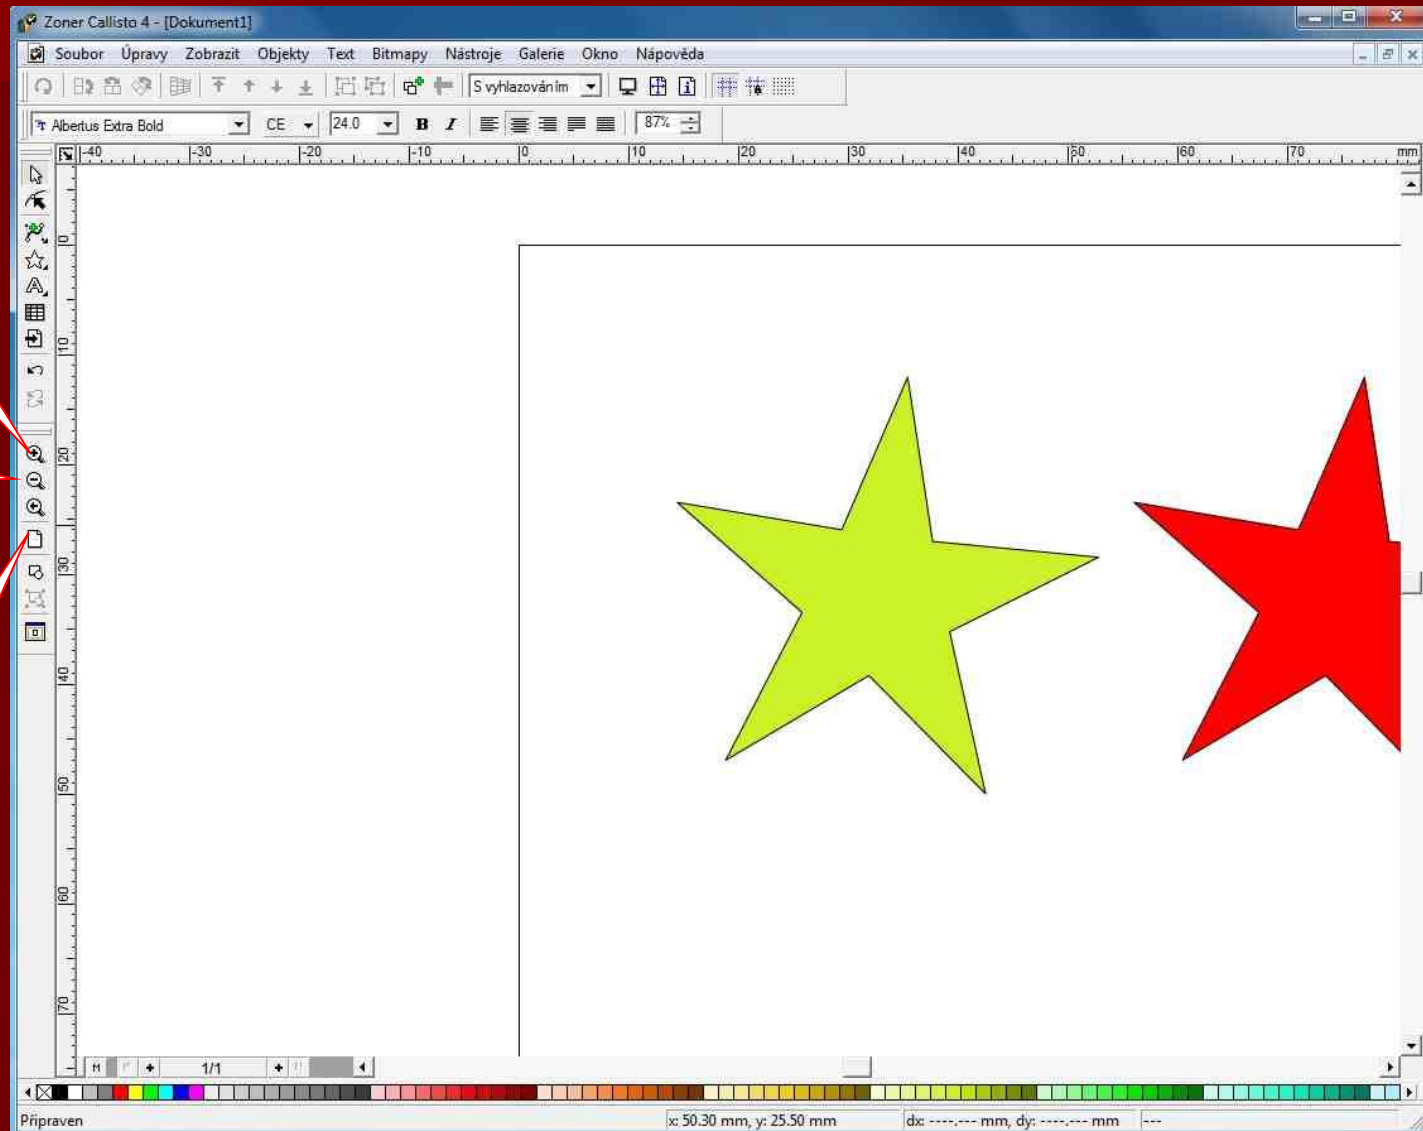 Zoner Callisto 4 - [Dokument1]
Soubor Úpravy Zobrazit Objekty Text Bitmapy Nástroje Galerie Okno Nápověda
S vyhlazováním
Albertus Extra Bold CE 24.0 B I 87%
-40 -30 -20 -10 0 10 20 30 40 50 60 70 mm
0
10
20
30
40
50
60
70
1/1
Připraven x: 50.30 mm, y: 25.50 mm dx: ----.--- mm, dy: ----.--- mm ---